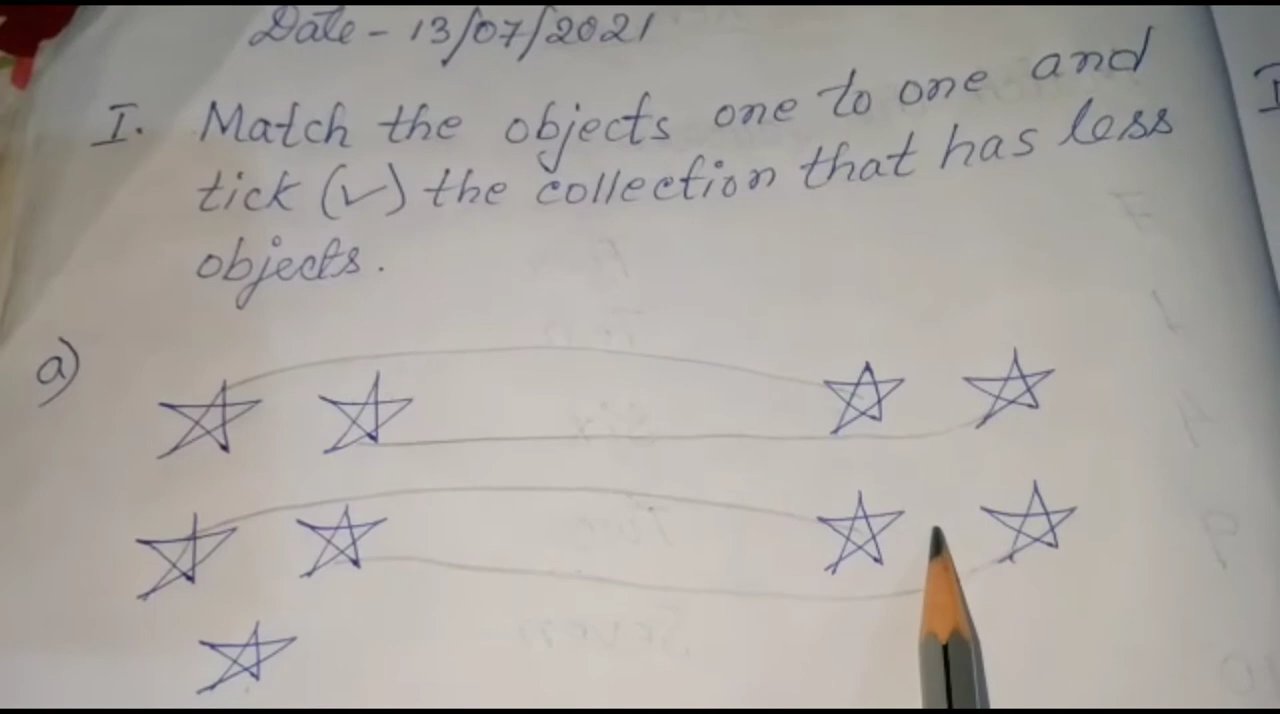 Date - 13/07/2021
I. Match the objects one to one and
tick (✓) the collection that has less
objects.
a)